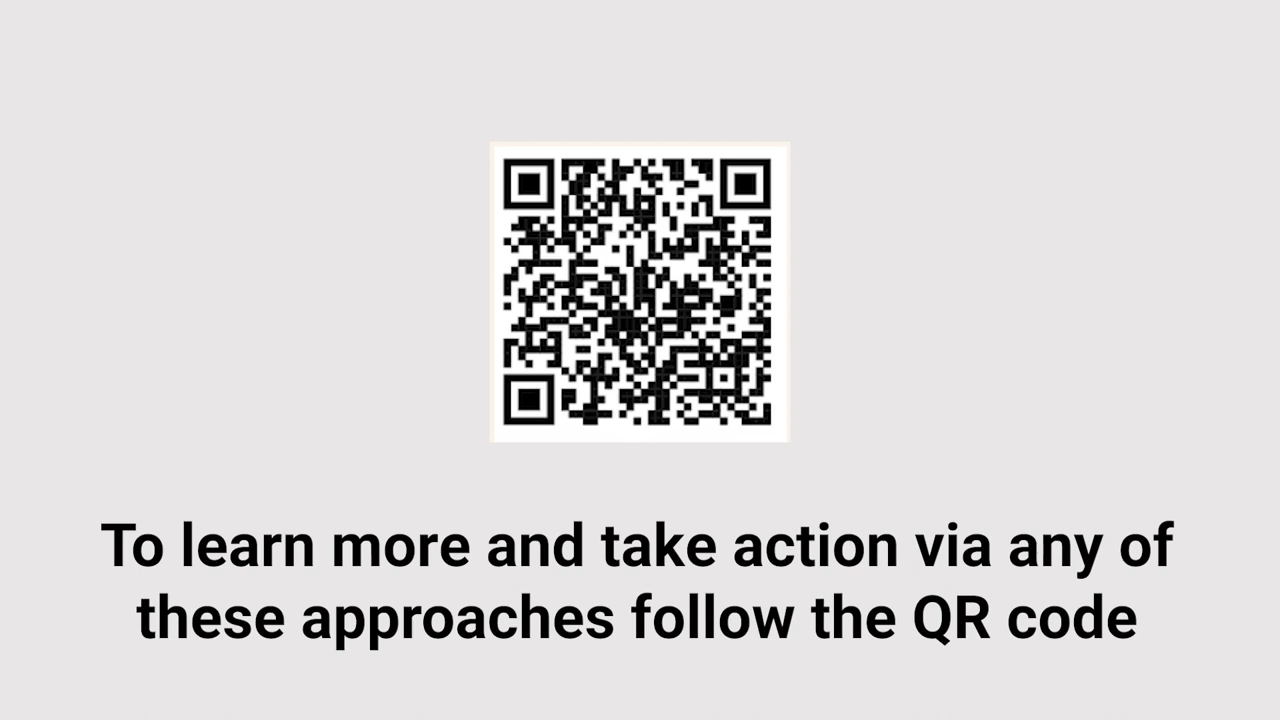 To learn more and take action via any of
these approaches follow the QR code